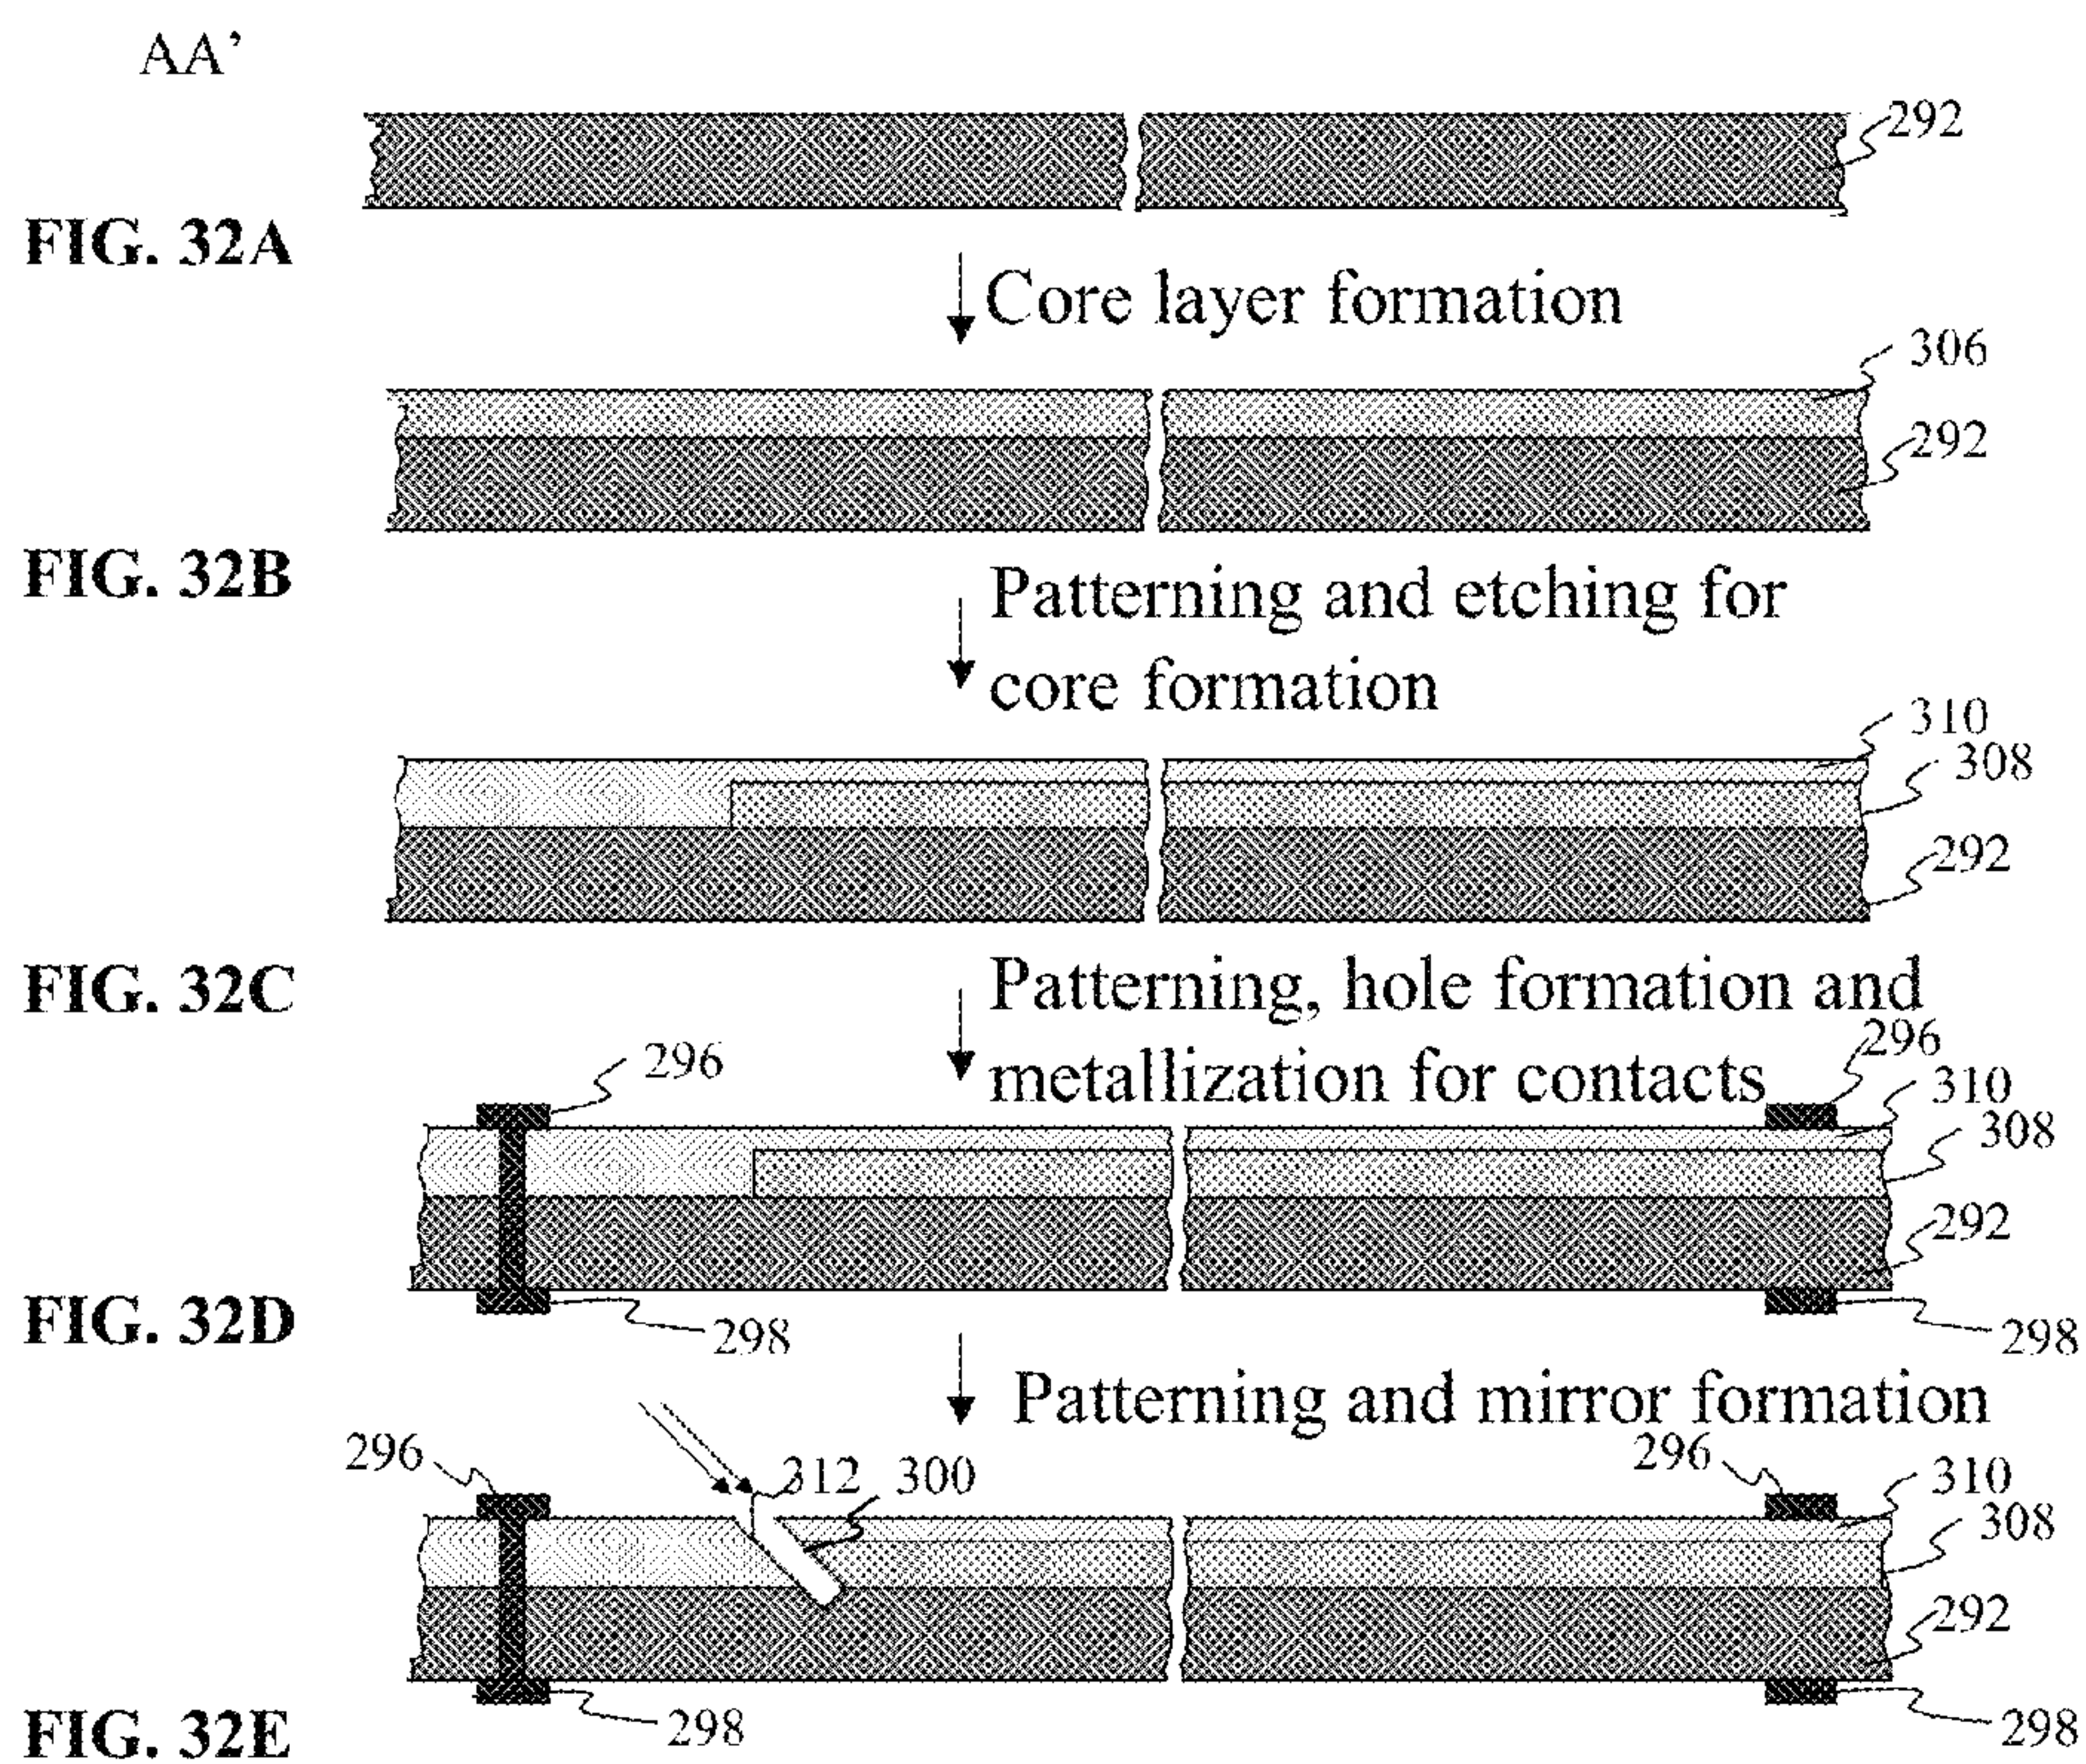 AA’
292
FIG. 32A
Core layer formation
306
292
FIG. 32B
Patterning and etching for
core formation
310
308
292
FIG. 32C
Patterning, hole formation and
metallization for contacts
296
296
310
308
292
FIG. 32D
298
298
Patterning and mirror formation
296
312
300
296
310
308
292
FIG. 32E
298
298